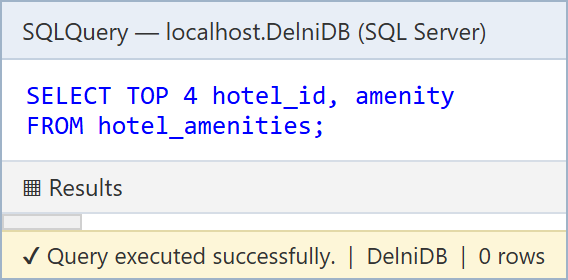 SQLQuery — localhost.DelniDB (SQL Server)
SELECT TOP 4 hotel_id, amenity
FROM hotel_amenities;
▦ Results
✔ Query executed successfully. | DelniDB | 0 rows